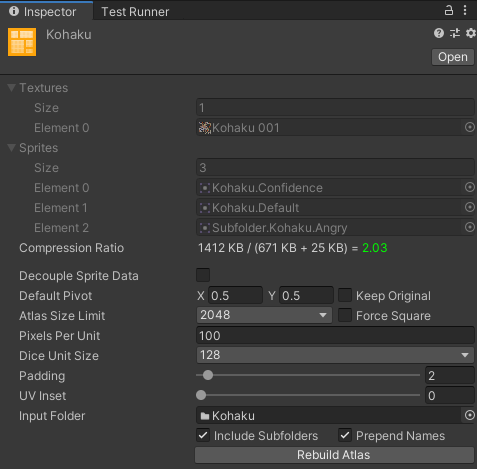 Inspector Test Runner
Kohaku
Open
Textures
Size 1
Element 0 Kohaku 001
Sprites
Size 3
Element 0 Kohaku.Confidence
Element 1 Kohaku.Default
Element 2 Subfolder.Kohaku.Angry
Compression Ratio 1412 KB / (671 KB + 25 KB) = 2.03
Decouple Sprite Data
Default Pivot X 0.5 Y 0.5 Keep Original
Atlas Size Limit 2048 Force Square
Pixels Per Unit 100
Dice Unit Size 128
Padding 2
UV Inset 0
Input Folder Kohaku
Include Subfolders Prepend Names
Rebuild Atlas